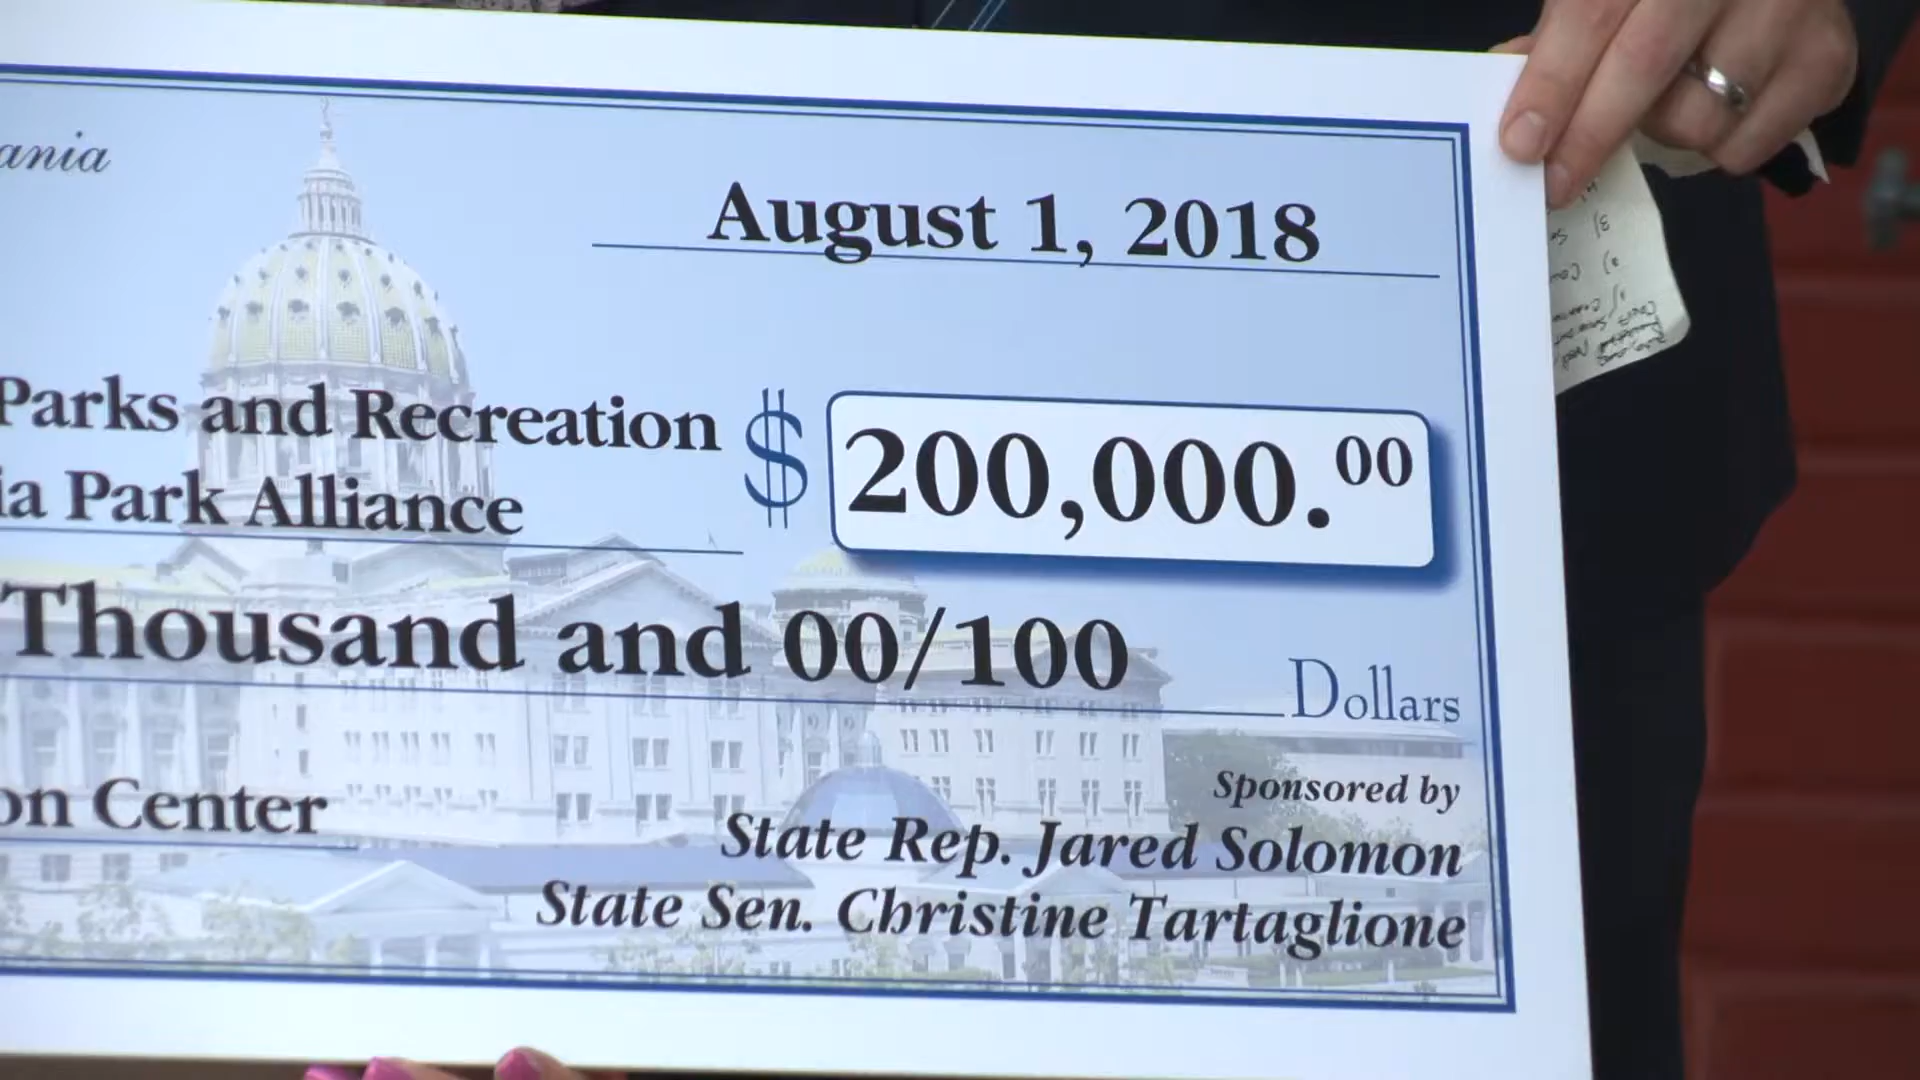 ania
August 1, 2018
Parks and Recreation
ia Park Alliance
$ 200,000.00
Thousand and 00/100
Dollars
on Center
Sponsored by
State Rep. Jared Solomon
State Sen. Christine Tartaglione